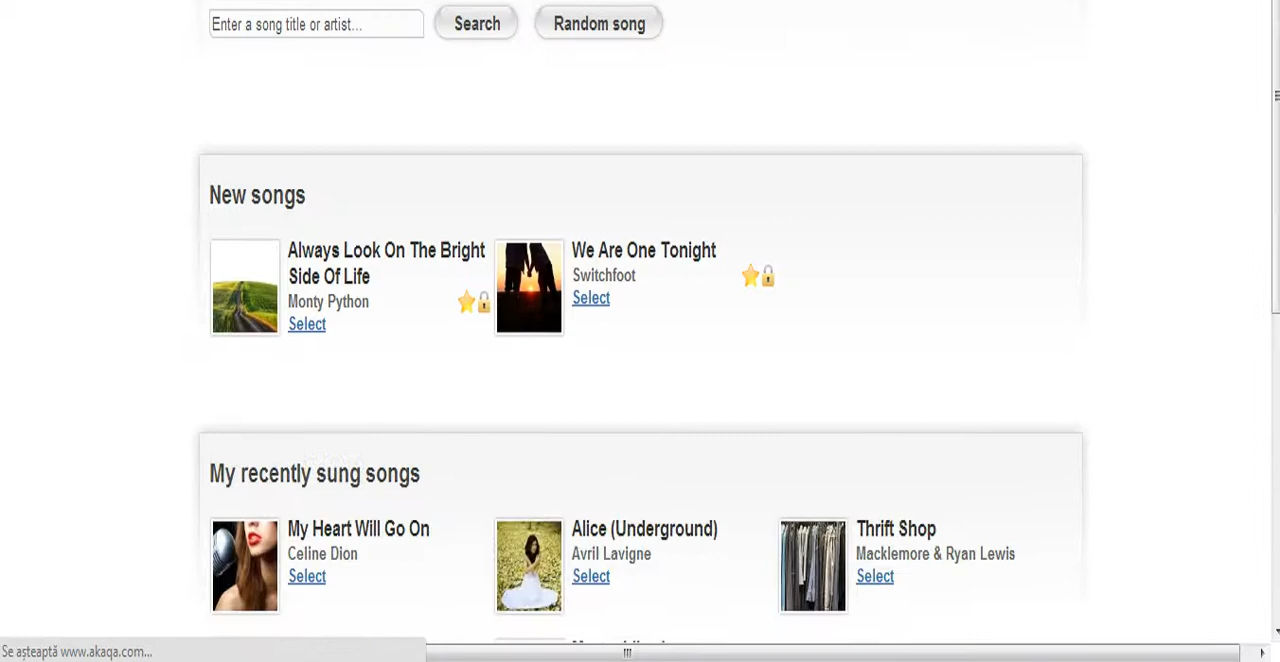 Enter a song title or artist...
Search
Random song
New songs
Always Look On The Bright
Side Of Life
Monty Python
Select
We Are One Tonight
Switchfoot
Select
My recently sung songs
My Heart Will Go On
Celine Dion
Select
Alice (Underground)
Avril Lavigne
Select
Thrift Shop
Macklemore & Ryan Lewis
Select
Se așteaptă www.akaqa.com...